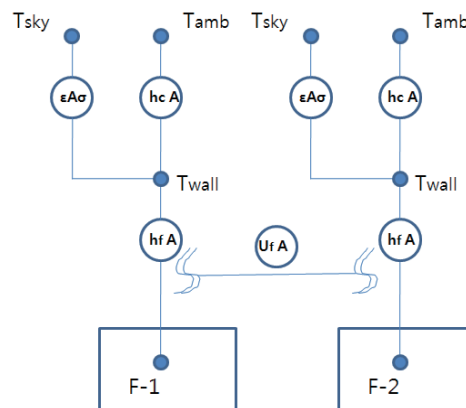 Tsky Tamb Tsky Tamb
εAσ hc A εAσ hc A
Twall Twall
hf A Uf A hf A
F-1 F-2